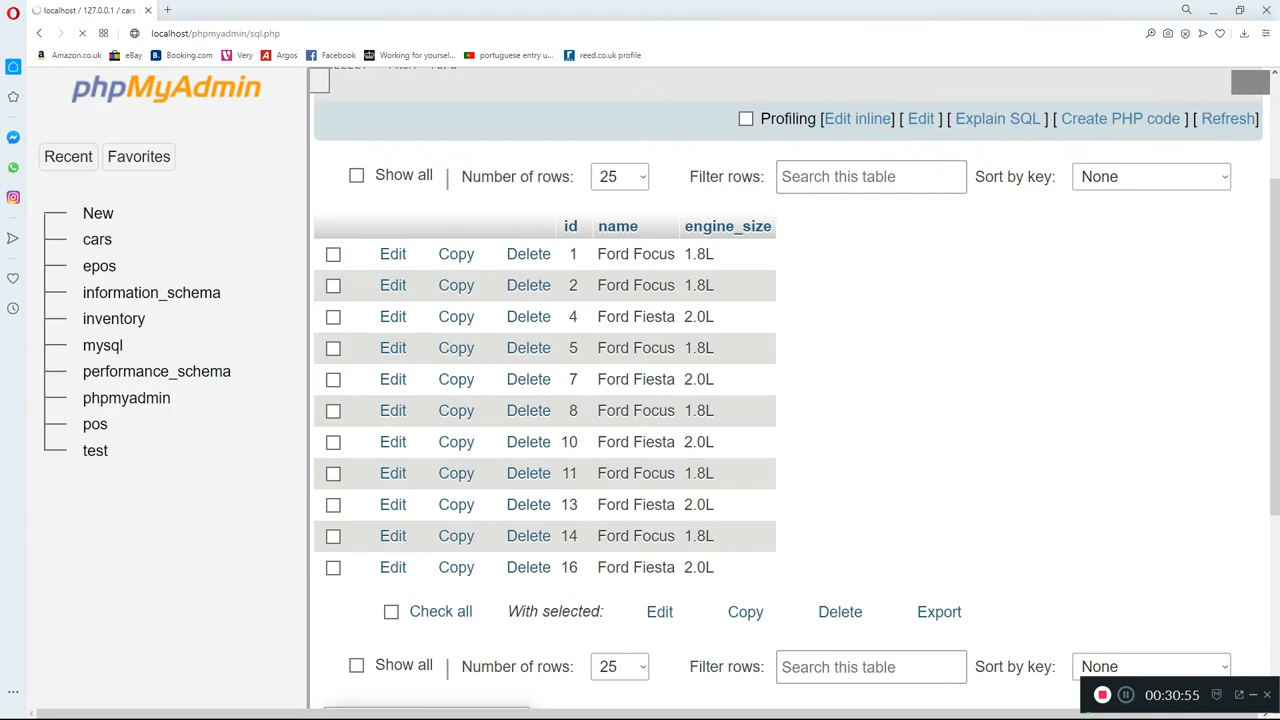 localhost / 127.0.0.1 / cars
localhost/phpmyadmin/sql.php
Amazon.co.uk eBay Booking.com Very Argos Facebook Working for yoursel... portuguese entry u... reed.co.uk profile
phpMyAdmin
Recent Favorites
New
cars
epos
information_schema
inventory
mysql
performance_schema
phpmyadmin
pos
test
Profiling [Edit inline] [ Edit ] [ Explain SQL ] [ Create PHP code ] [ Refresh]
Show all Number of rows: 25 Filter rows: Search this table Sort by key: None
id name engine_size
Edit Copy Delete 1 Ford Focus 1.8L
Edit Copy Delete 2 Ford Focus 1.8L
Edit Copy Delete 4 Ford Fiesta 2.0L
Edit Copy Delete 5 Ford Focus 1.8L
Edit Copy Delete 7 Ford Fiesta 2.0L
Edit Copy Delete 8 Ford Focus 1.8L
Edit Copy Delete 10 Ford Fiesta 2.0L
Edit Copy Delete 11 Ford Focus 1.8L
Edit Copy Delete 13 Ford Fiesta 2.0L
Edit Copy Delete 14 Ford Focus 1.8L
Edit Copy Delete 16 Ford Fiesta 2.0L
Check all With selected: Edit Copy Delete Export
Show all Number of rows: 25 Filter rows: Search this table Sort by key: None
00:30:55